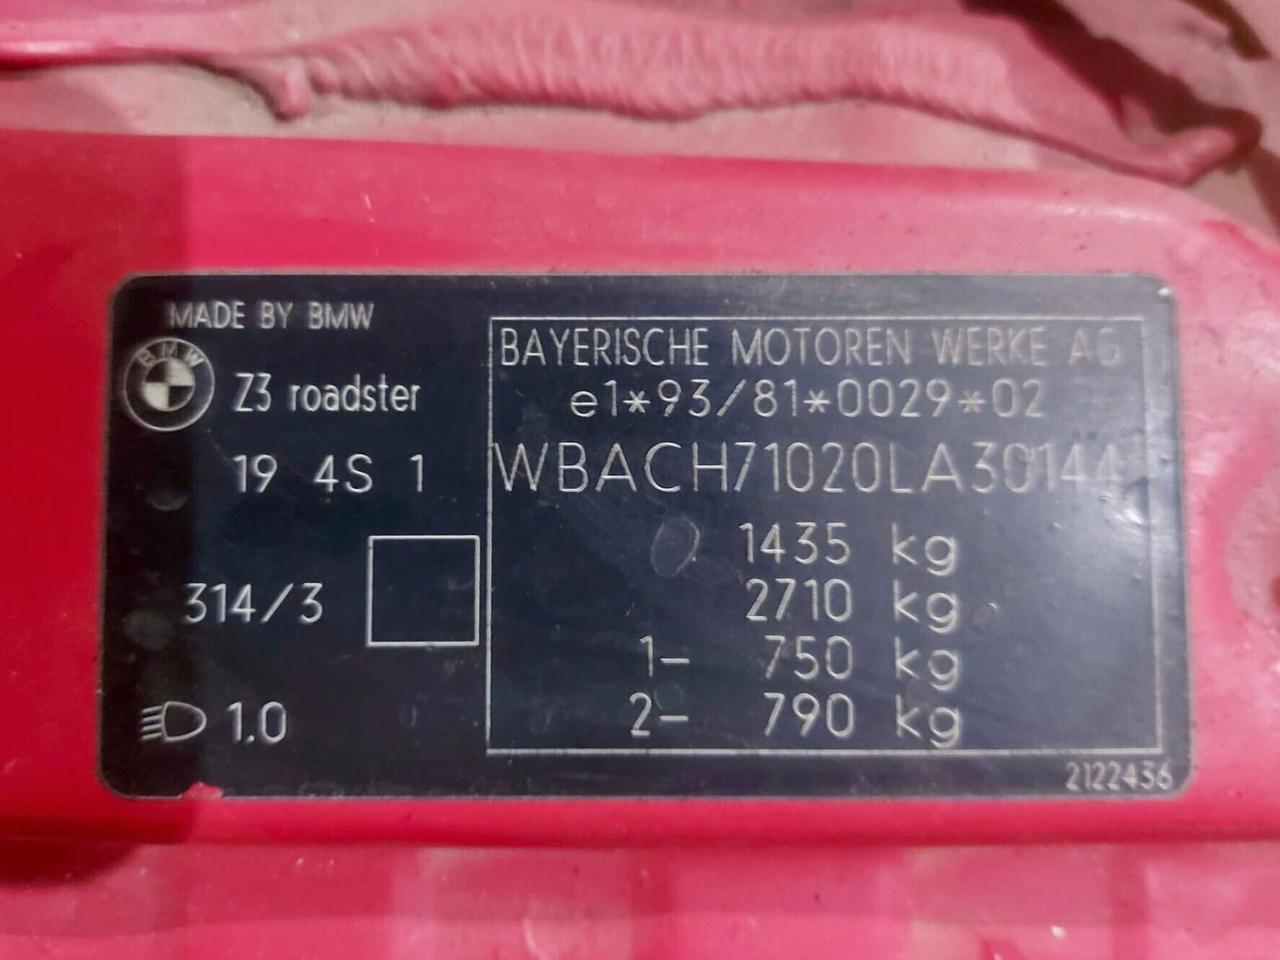 MADE BY BMW
BMW
Z3 roadster
19 4S 1
314/3
1.0
BAYERISCHE MOTOREN WERKE AG
e1*93/81*0029*02
WBACH71020LA30144
1435 kg
2710 kg
1- 750 kg
2- 790 kg
2122436